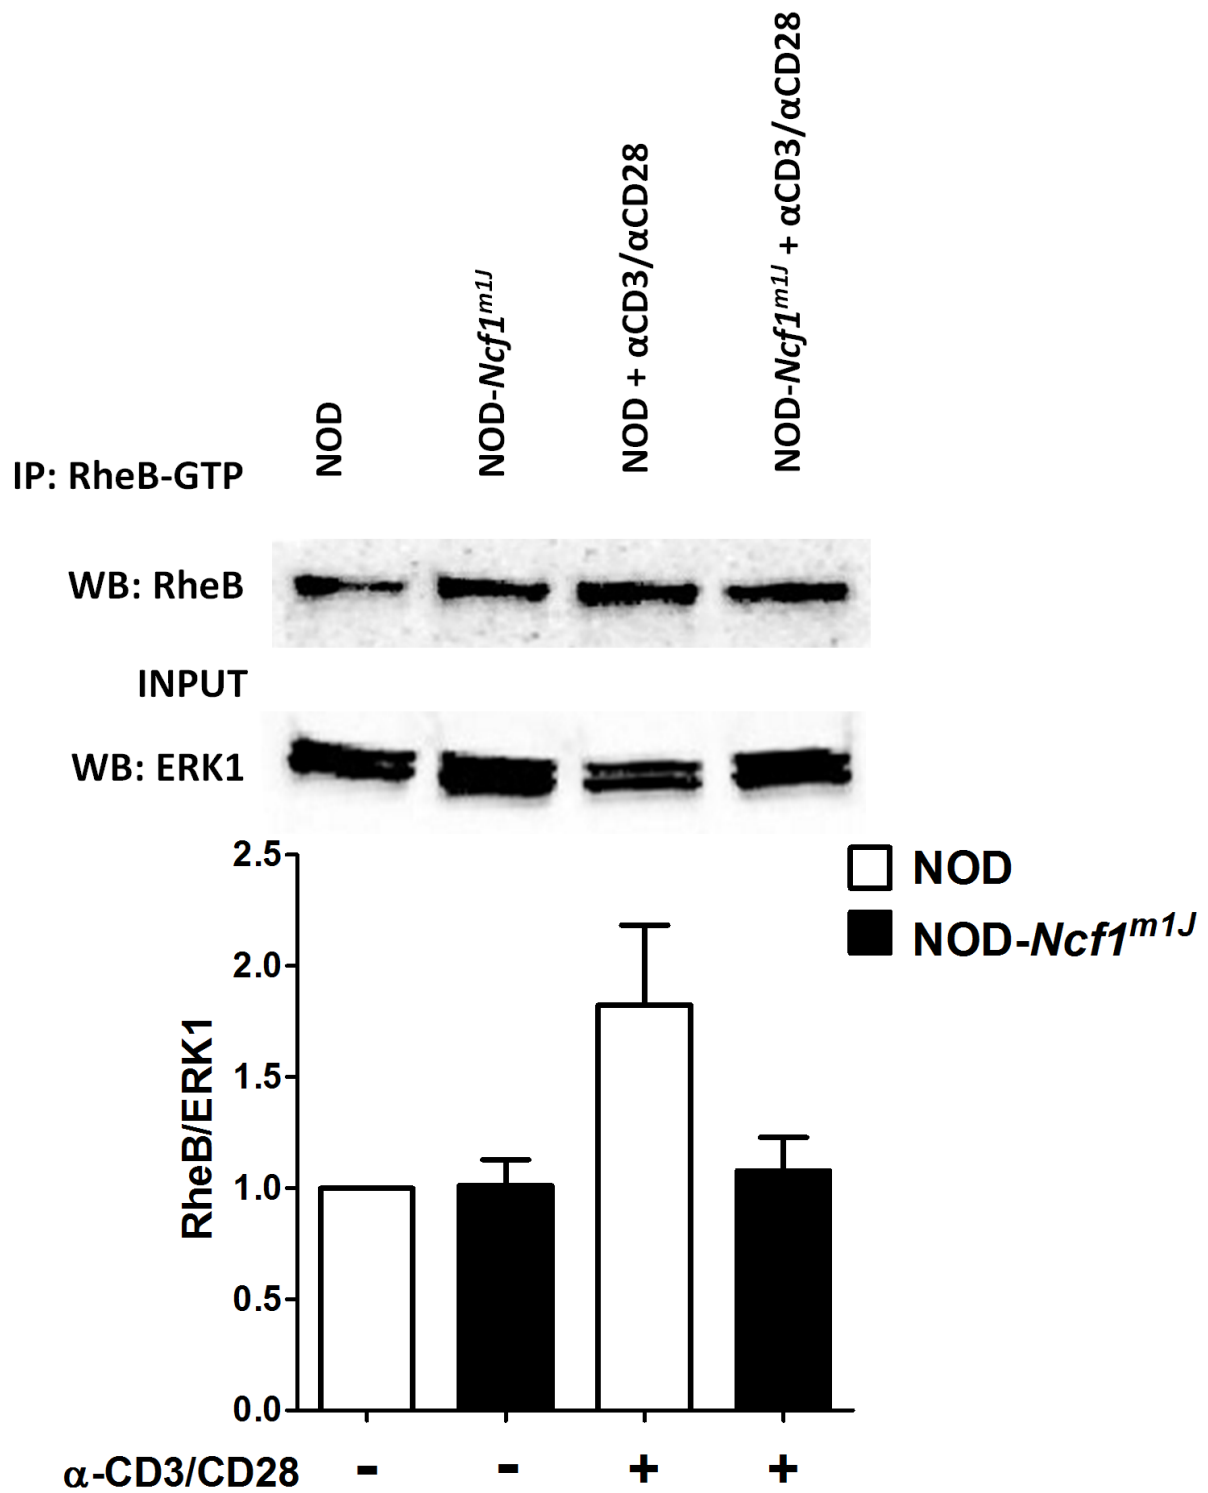 NOD
NOD-Ncf1m1J
NOD + αCD3/αCD28
NOD-Ncf1m1J + αCD3/αCD28
IP: RheB-GTP
WB: RheB
INPUT
WB: ERK1
NOD
NOD-Ncf1m1J
RheB/ERK1
2.5
2.0
1.5
1.0
0.5
0.0
α-CD3/CD28 - - + +